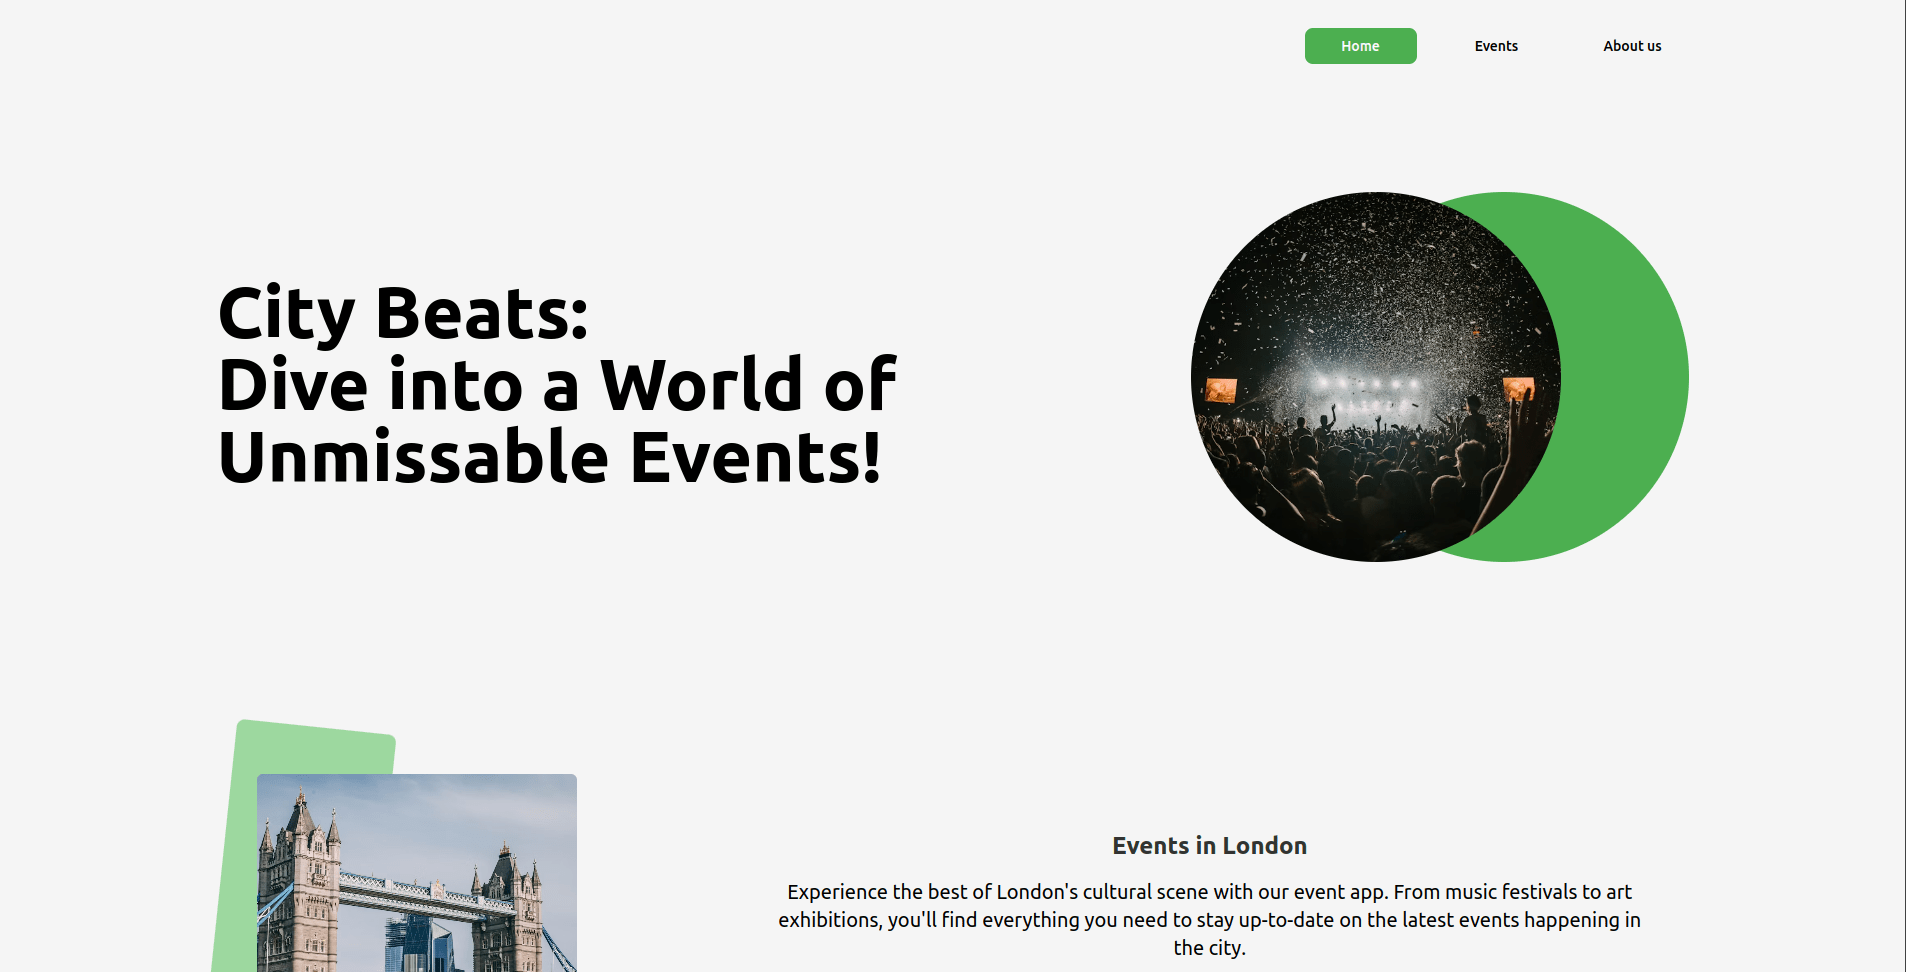 Home
Events
About us
City Beats:
Dive into a World of
Unmissable Events!
Events in London
Experience the best of London's cultural scene with our event app. From music festivals to art
exhibitions, you'll find everything you need to stay up-to-date on the latest events happening in
the city.